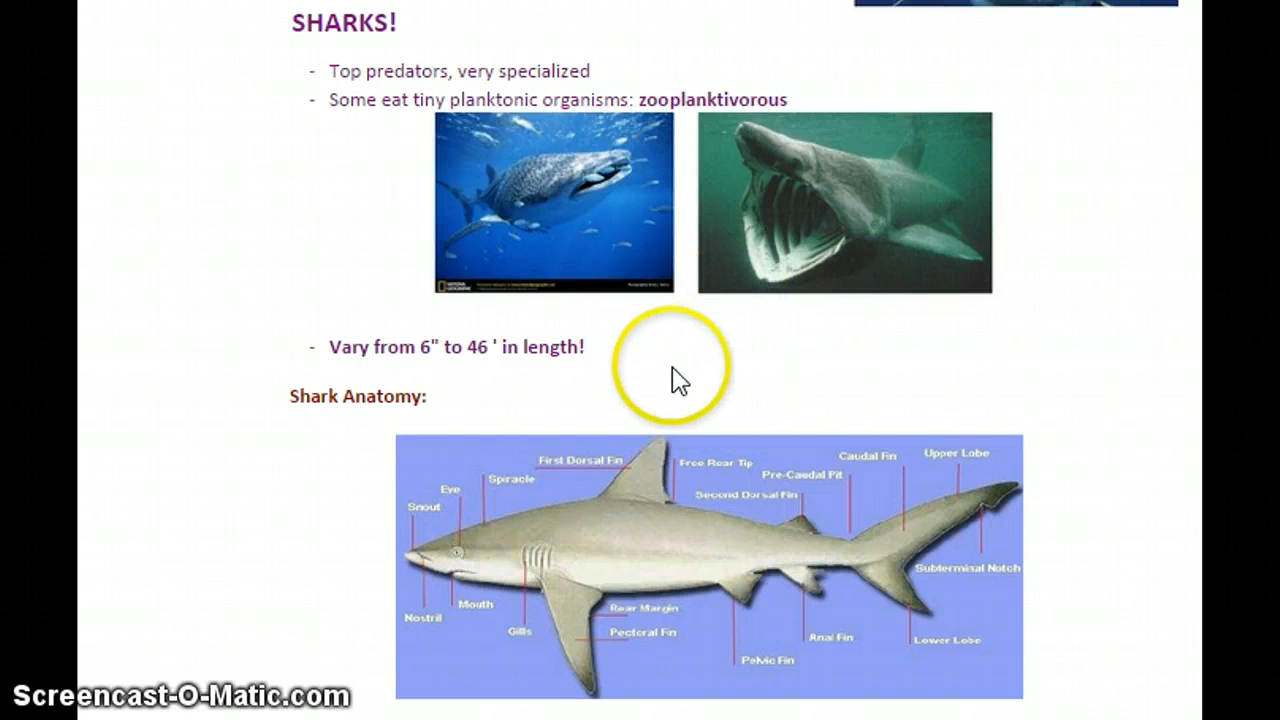 SHARKS!
- Top predators, very specialized
- Some eat tiny planktonic organisms: zooplanktivorous
NATIONAL GEOGRAPHIC
- Vary from 6" to 46 ' in length!
Shark Anatomy:
First Dorsal Fin
Free Rear Tip
Caudal Fin
Upper Lobe
Spiracle
Pre-Caudal Pit
Eye
Second Dorsal Fin
Snout
Subterminal Notch
Mouth
Rear Margin
Nostril
Gills
Pectoral Fin
Anal Fin
Lower Lobe
Pelvic Fin
Screencast-O-Matic.com